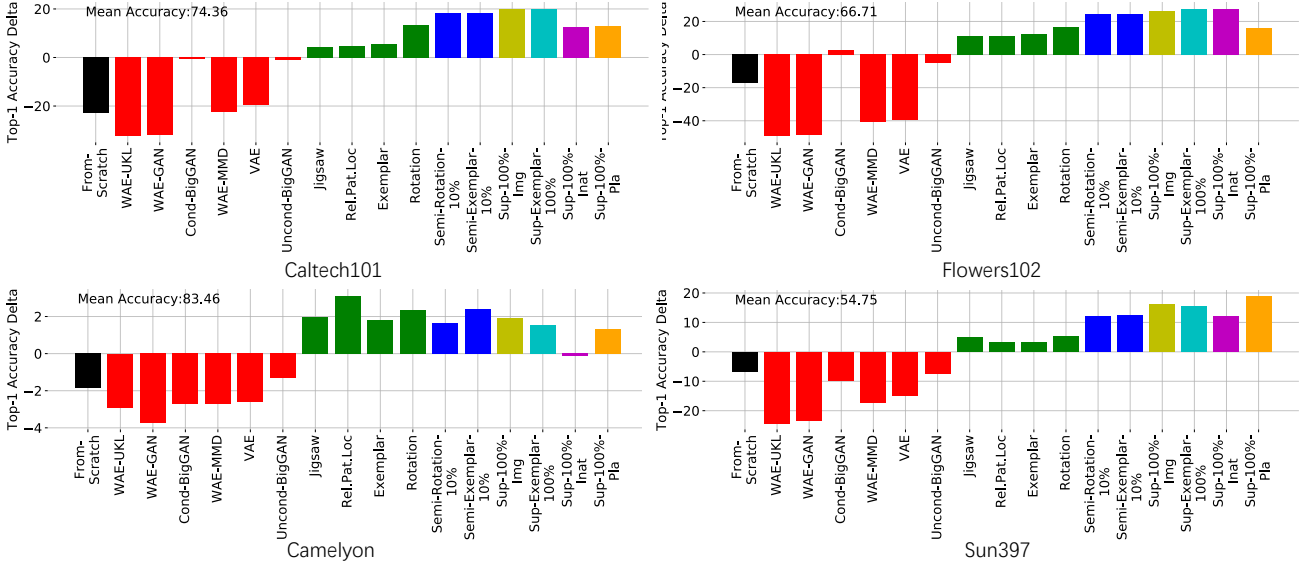 Top-1 Accuracy Delta
20
0
−20
Mean Accuracy:74.36
From-
Scratch
WAE-UKL
WAE-GAN
Cond-BigGAN
WAE-MMD
VAE
Uncond-BigGAN
Jigsaw
Rel.Pat.Loc
Exemplar
Rotation
Semi-Rotation-
10%
Semi-Exemplar-
10%
Sup-100%-
Img
Sup-Exemplar-
100%
Sup-100%-
Inat
Sup-100%-
Pla
Caltech101
Top-1 Accuracy Delta
20
0
−20
−40
Mean Accuracy:66.71
From-
Scratch
WAE-UKL
WAE-GAN
Cond-BigGAN
WAE-MMD
VAE
Uncond-BigGAN
Jigsaw
Rel.Pat.Loc
Exemplar
Rotation
Semi-Rotation-
10%
Semi-Exemplar-
10%
Sup-100%-
Img
Sup-Exemplar-
100%
Sup-100%-
Inat
Sup-100%-
Pla
Flowers102
Top-1 Accuracy Delta
2
0
−2
−4
Mean Accuracy:83.46
From-
Scratch
WAE-UKL
WAE-GAN
Cond-BigGAN
WAE-MMD
VAE
Uncond-BigGAN
Jigsaw
Rel.Pat.Loc
Exemplar
Rotation
Semi-Rotation-
10%
Semi-Exemplar-
10%
Sup-100%-
Img
Sup-Exemplar-
100%
Sup-100%-
Inat
Sup-100%-
Pla
Camelyon
Top-1 Accuracy Delta
20
10
0
−10
−20
Mean Accuracy:54.75
From-
Scratch
WAE-UKL
WAE-GAN
Cond-BigGAN
WAE-MMD
VAE
Uncond-BigGAN
Jigsaw
Rel.Pat.Loc
Exemplar
Rotation
Semi-Rotation-
10%
Semi-Exemplar-
10%
Sup-100%-
Img
Sup-Exemplar-
100%
Sup-100%-
Inat
Sup-100%-
Pla
Sun397